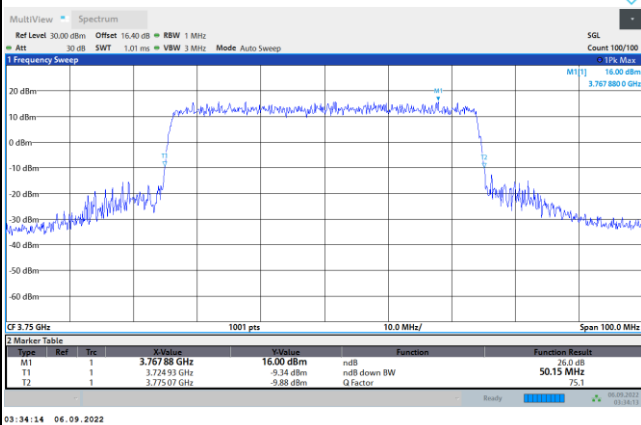 MultiView Spectrum
Ref Level 30.00 dBm Offset 16.40 dB RBW 1 MHz SGL
Att 30 dB SWT 1.01 ms VBW 3 MHz Mode Auto Sweep Count 100/100
1 Frequency Sweep 1Pk Max
M1[1] 16.00 dBm
3.767 880 0 GHz
20 dBm
M1
10 dBm
0 dBm
T1 T2
-10 dBm
-20 dBm
-30 dBm
-40 dBm
-50 dBm
-60 dBm
CF 3.75 GHz 1001 pts 10.0 MHz/ Span 100.0 MHz
2 Marker Table
Type Ref Trc X-Value Y-Value Function Function Result
M1 1 3.767 88 GHz 16.00 dBm ndB 26.0 dB
T1 1 3.724 93 GHz -9.34 dBm ndB down BW 50.15 MHz
T2 1 3.775 07 GHz -9.88 dBm Q Factor 75.1
Ready 06.09.2022
03:34:13
03:34:14 06.09.2022